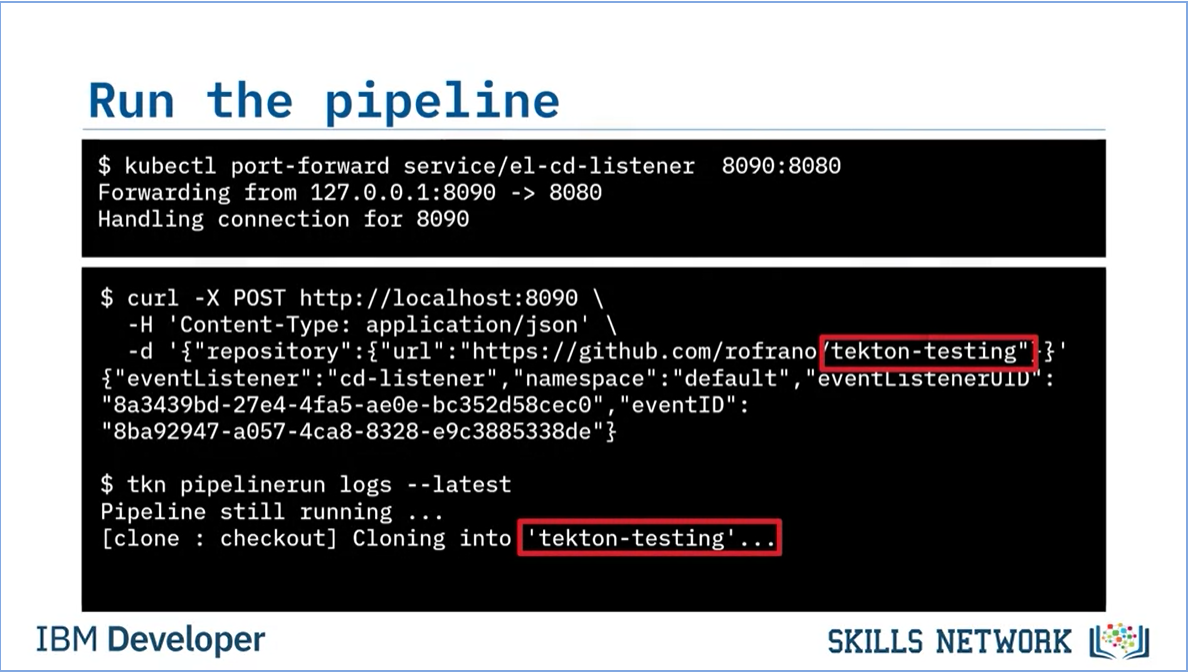 Run the pipeline
$ kubectl port-forward service/el-cd-listener  8090:8080
Forwarding from 127.0.0.1:8090 -> 8080
Handling connection for 8090
$ curl -X POST http://localhost:8090 \
  -H 'Content-Type: application/json' \
  -d '{"repository":{"url":"https://github.com/rofrano/tekton-testing"}}'
{"eventListener":"cd-listener","namespace":"default","eventListenerUID":
"8a3439bd-27e4-4fa5-ae0e-bc352d58cec0","eventID":
"8ba92947-a057-4ca8-8328-e9c3885338de"}
$ tkn pipelinerun logs --latest
Pipeline still running ...
[clone : checkout] Cloning into 'tekton-testing'...
IBM Developer
SKILLS NETWORK